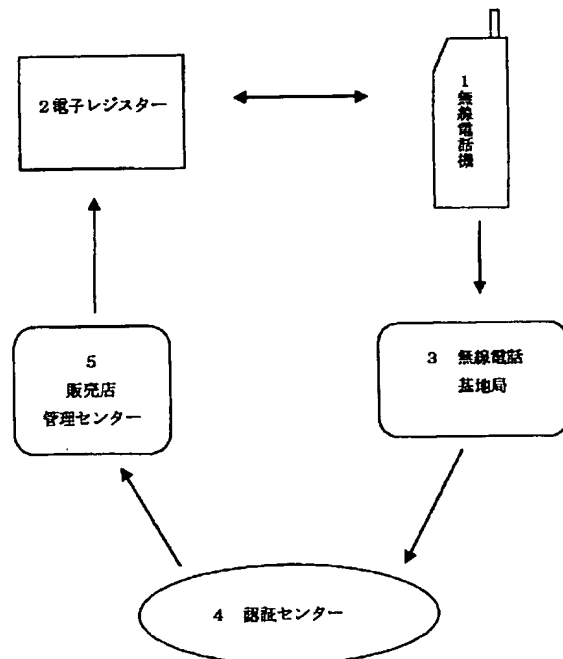 2電子レジスター
1無線電話機
5
販売店
管理センター
3 無線電話
基地局
4 認証センター